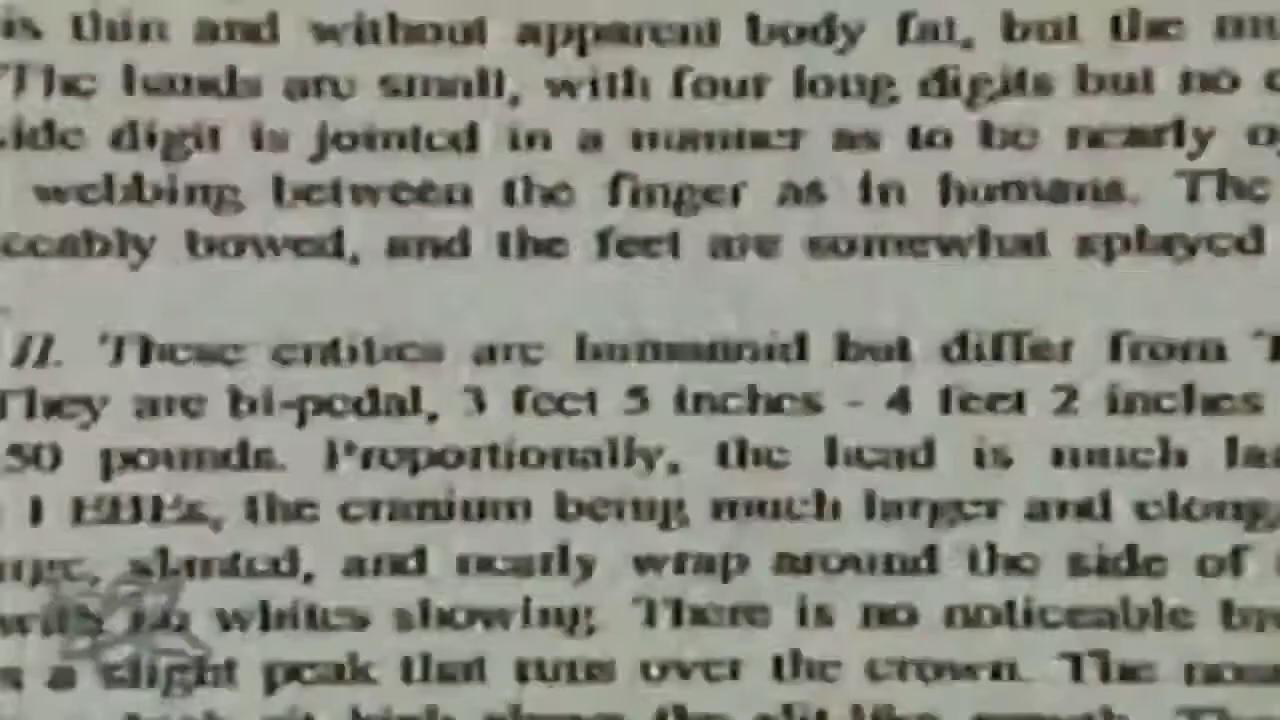 is thin and without apparent body fat, but the
The hands are small, with four long digits but no
digit is jointed in a manner as to be nearly
webbing between the finger as in humans. The
bowed, and the feet are somewhat splayed
II. These entities are humanoid but differ from
They are bi-pedal, 3 feet 5 inches - 4 feet 2 inches
50 pounds. Proportionally, the head is much
I EBEs, the cranium being much larger and
slanted, and nearly wrap around the side of
with no whites showing. There is no noticeable
a slight peak that runs over the crown. The